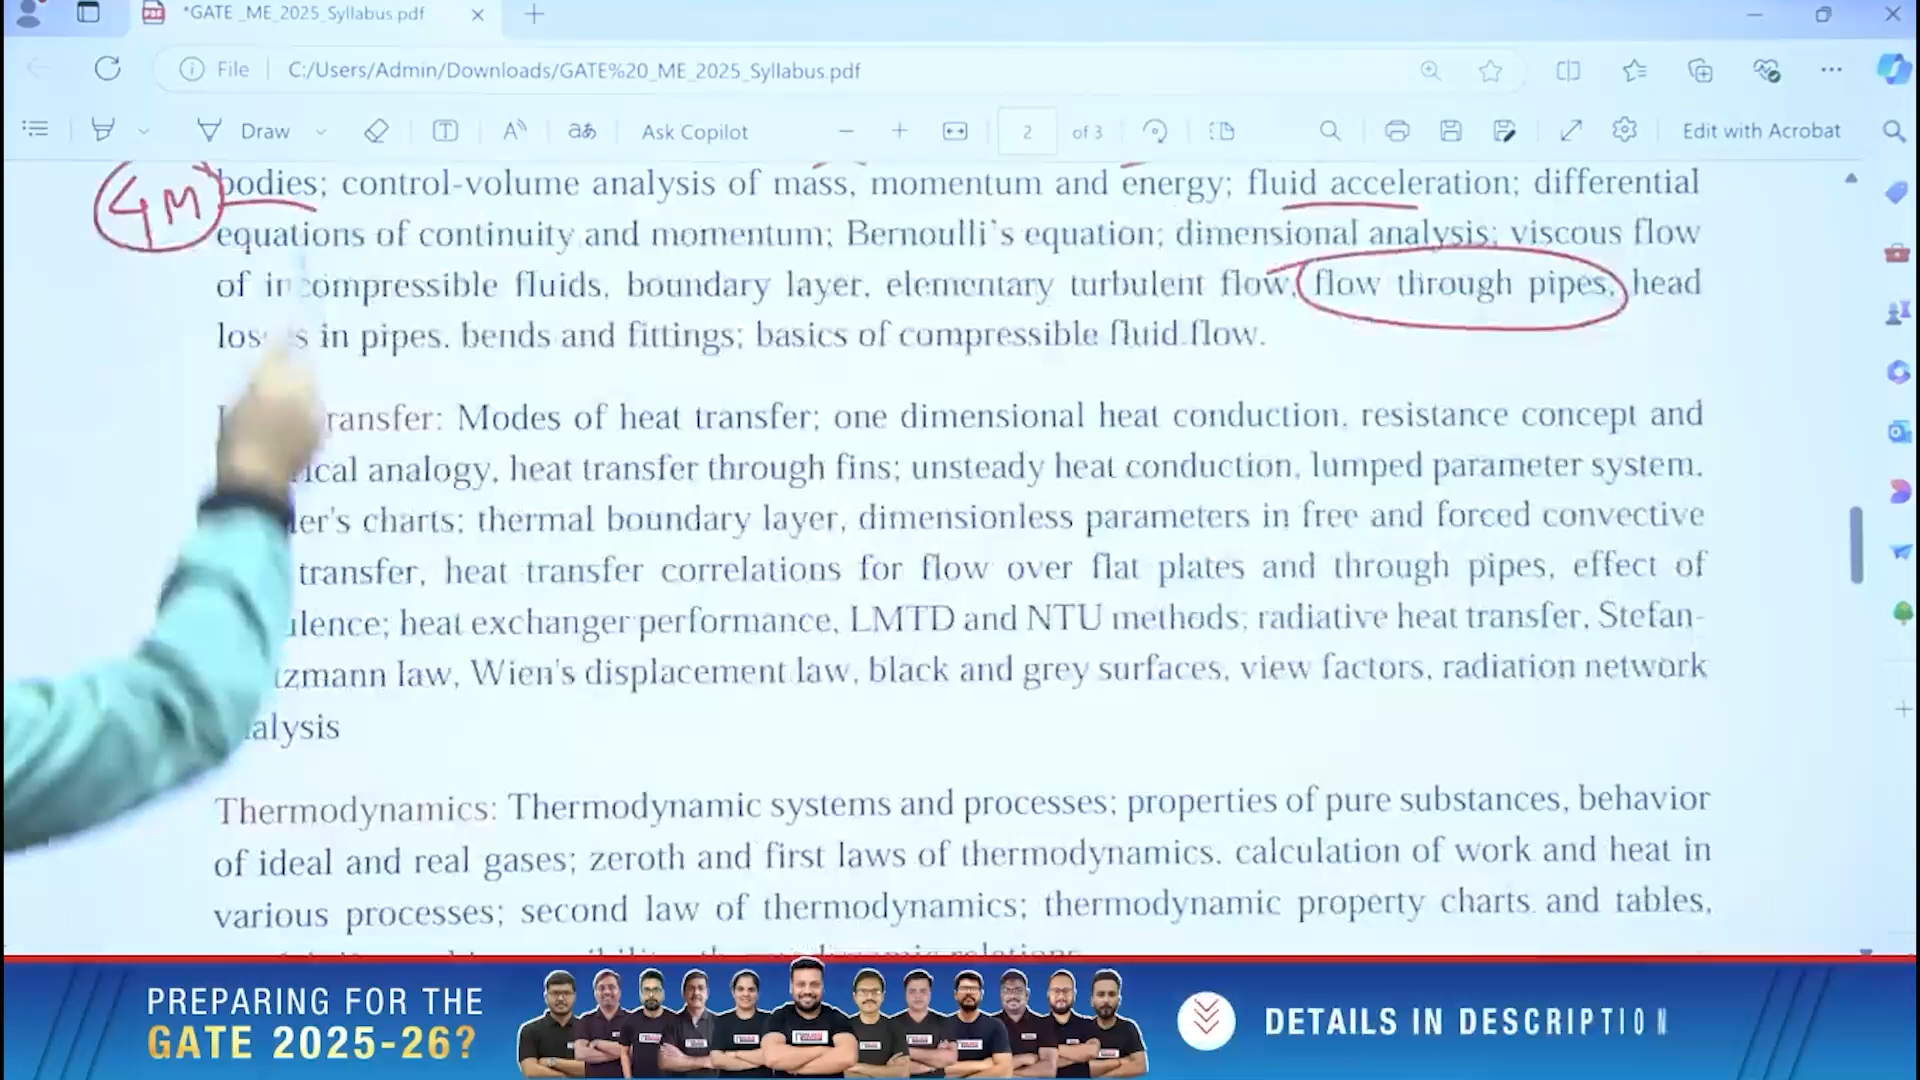 *GATE _ME_2025_Syllabus.pdf
File
C:/Users/Admin/Downloads/GATE%20_ME_2025_Syllabus.pdf
Draw
Ask Copilot
2 of 3
Edit with Acrobat
4M
bodies; control-volume analysis of mass, momentum and energy; fluid acceleration; differential
equations of continuity and momentum; Bernoulli's equation; dimensional analysis; viscous flow
of incompressible fluids, boundary layer, elementary turbulent flow, flow through pipes, head
los s in pipes, bends and fittings; basics of compressible fluid flow.
ransfer: Modes of heat transfer; one dimensional heat conduction, resistance concept and
ical analogy, heat transfer through fins; unsteady heat conduction, lumped parameter system,
ler's charts; thermal boundary layer, dimensionless parameters in free and forced convective
transfer, heat transfer correlations for flow over flat plates and through pipes, effect of
ulence; heat exchanger performance, LMTD and NTU methods; radiative heat transfer, Stefan-
tzmann law, Wien's displacement law, black and grey surfaces, view factors, radiation network
alysis
Thermodynamics: Thermodynamic systems and processes; properties of pure substances, behavior
of ideal and real gases; zeroth and first laws of thermodynamics, calculation of work and heat in
various processes; second law of thermodynamics; thermodynamic property charts and tables,
PREPARING FOR THE
GATE 2025-26?
DETAILS IN DESCRIPTION